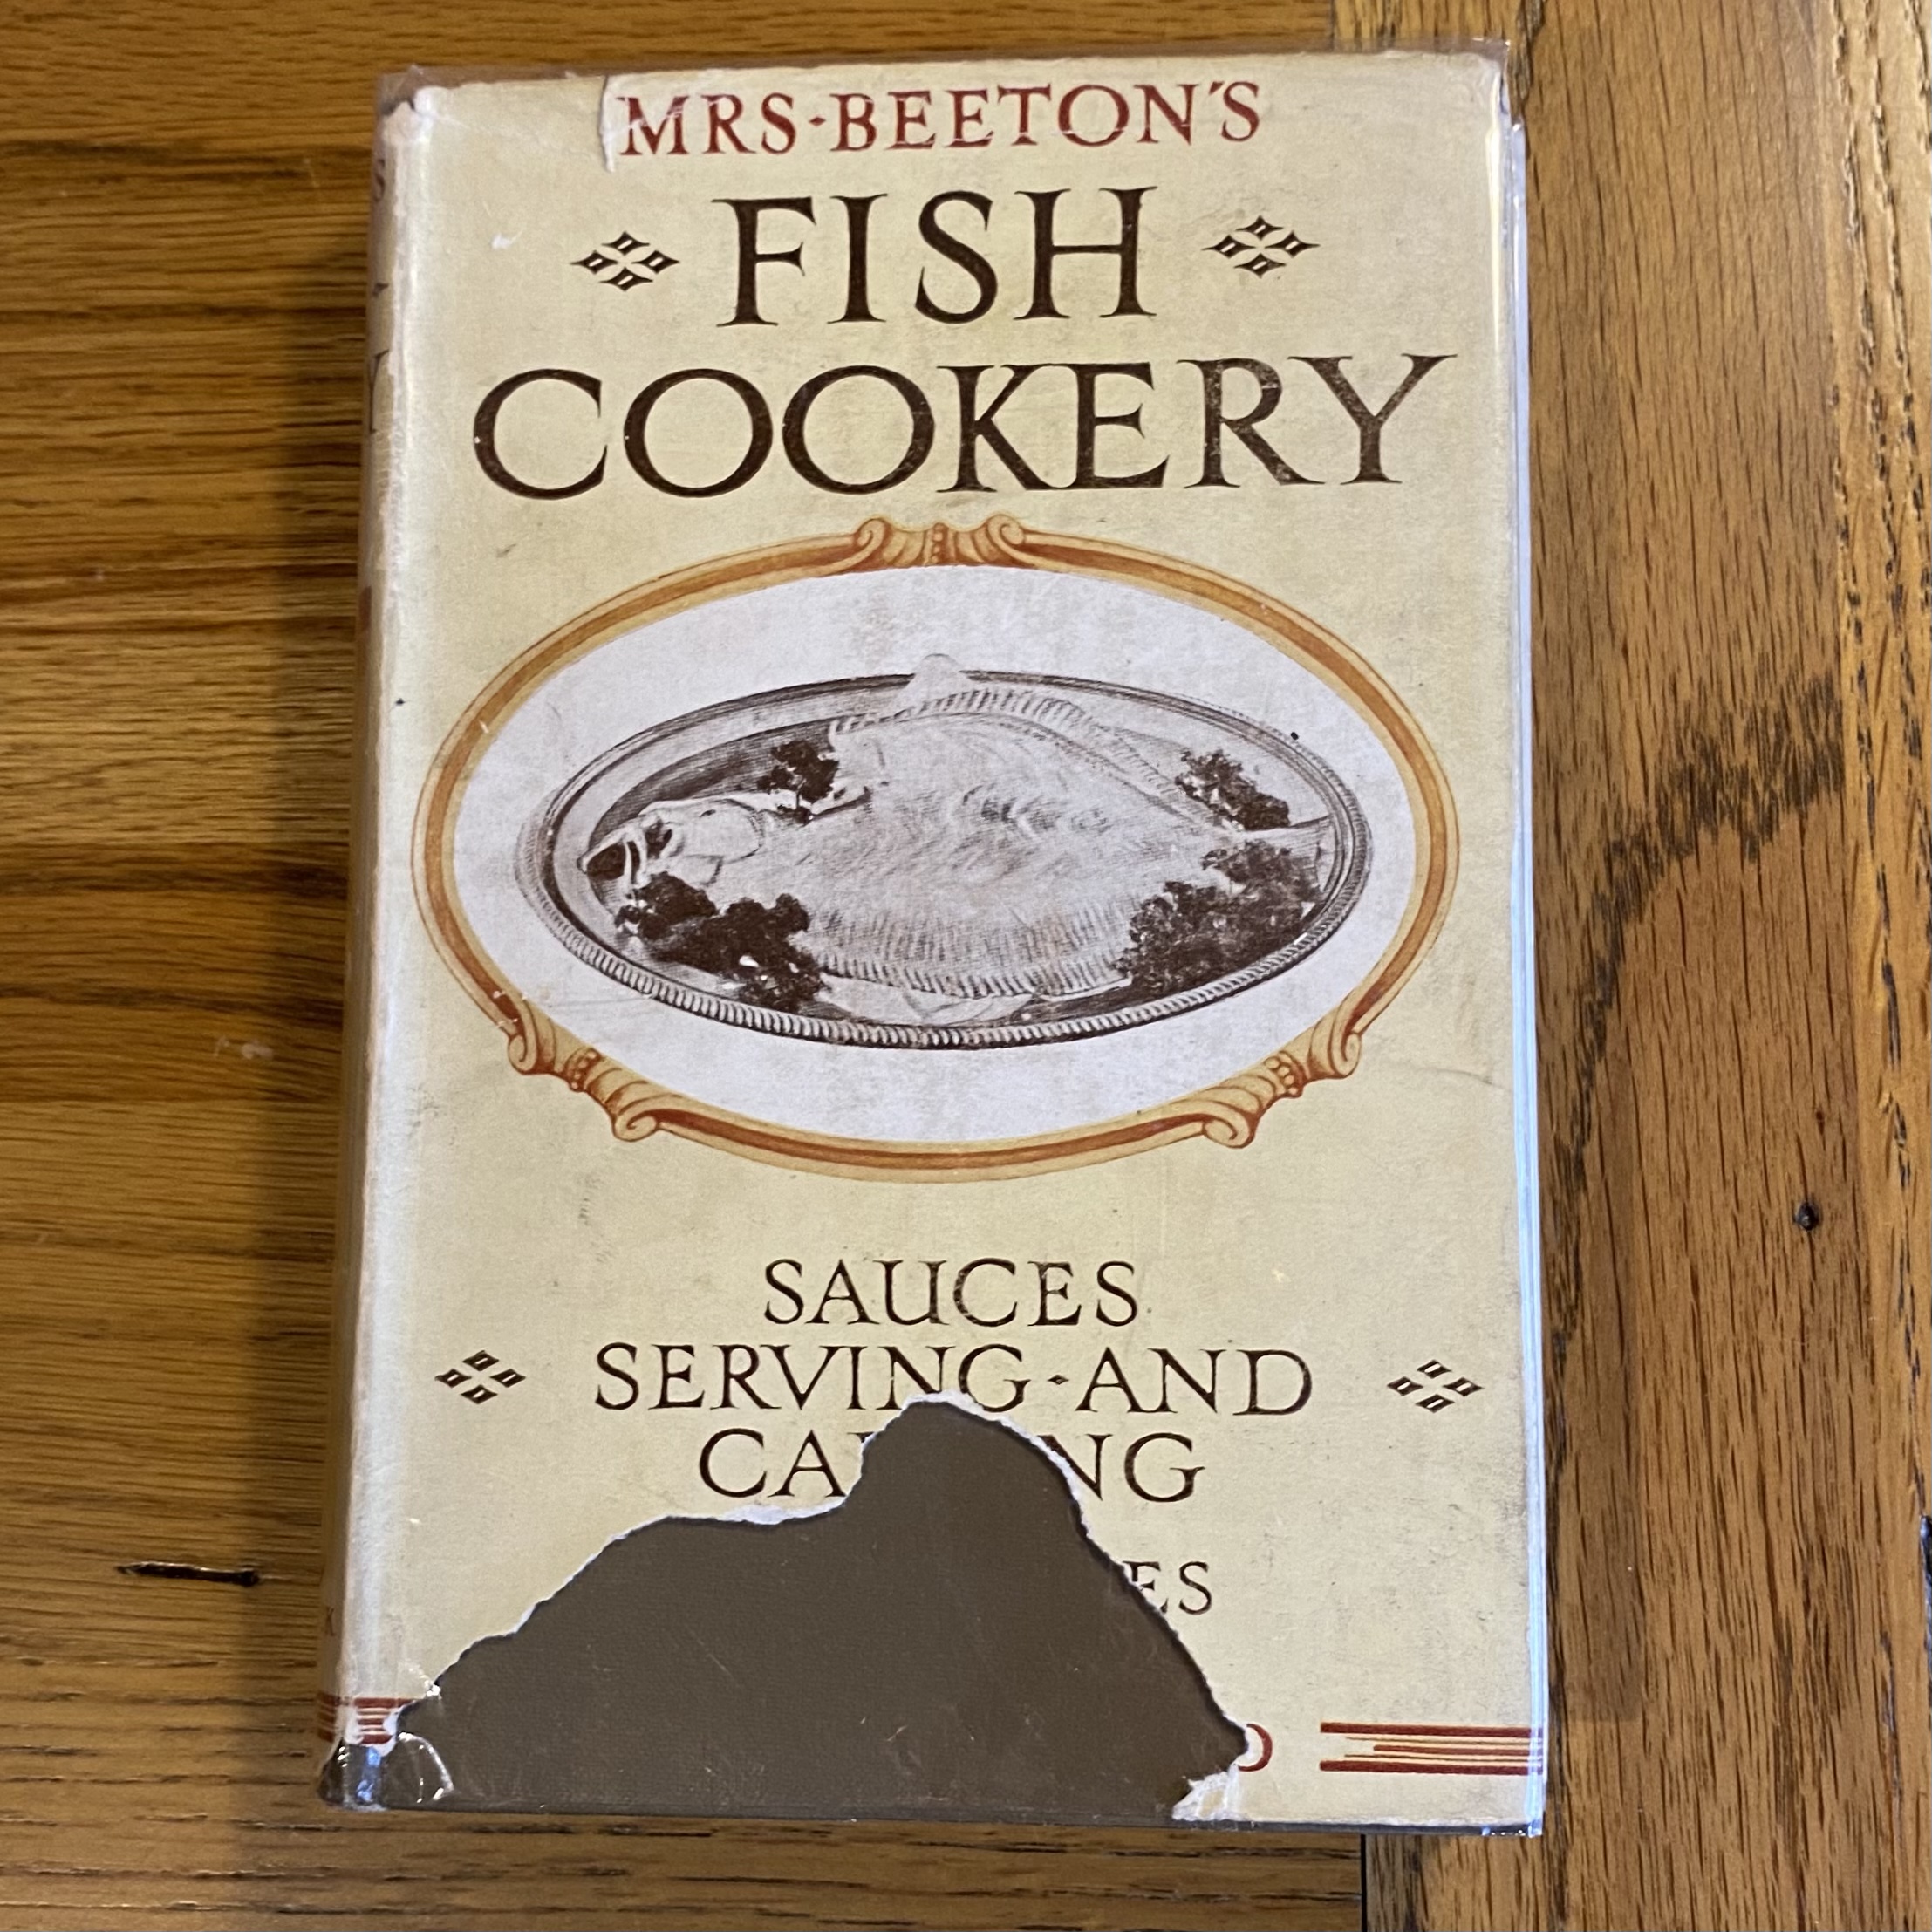 MRS·BEETON'S
FISH
COOKERY
SAUCES
SERVING·AND